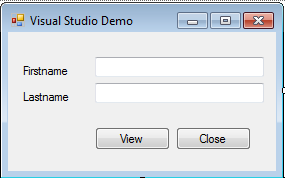 Visual Studio Demo
Firstname
Lastname
View Close